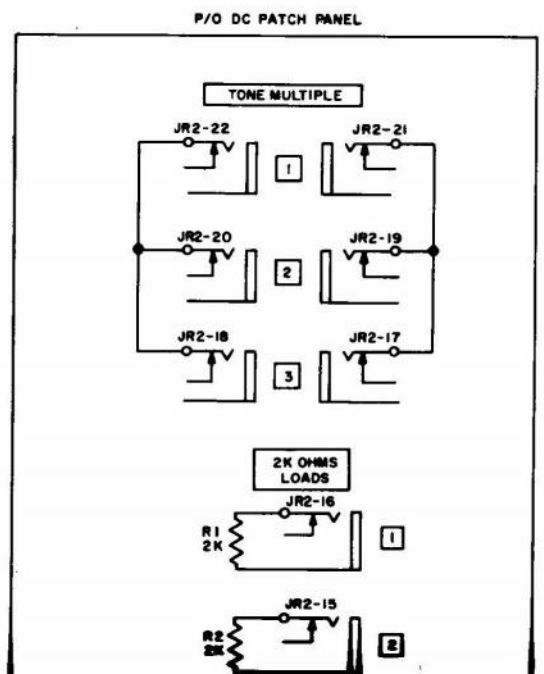 P/O DC PATCH PANEL
TONE MULTIPLE
JR2-22
JR2-21
1
JR2-20
JR2-19
2
JR2-18
JR2-17
3
2K OHMS
LOADS
JR2-16
R1
2K
1
JR2-15
R2
2K
2